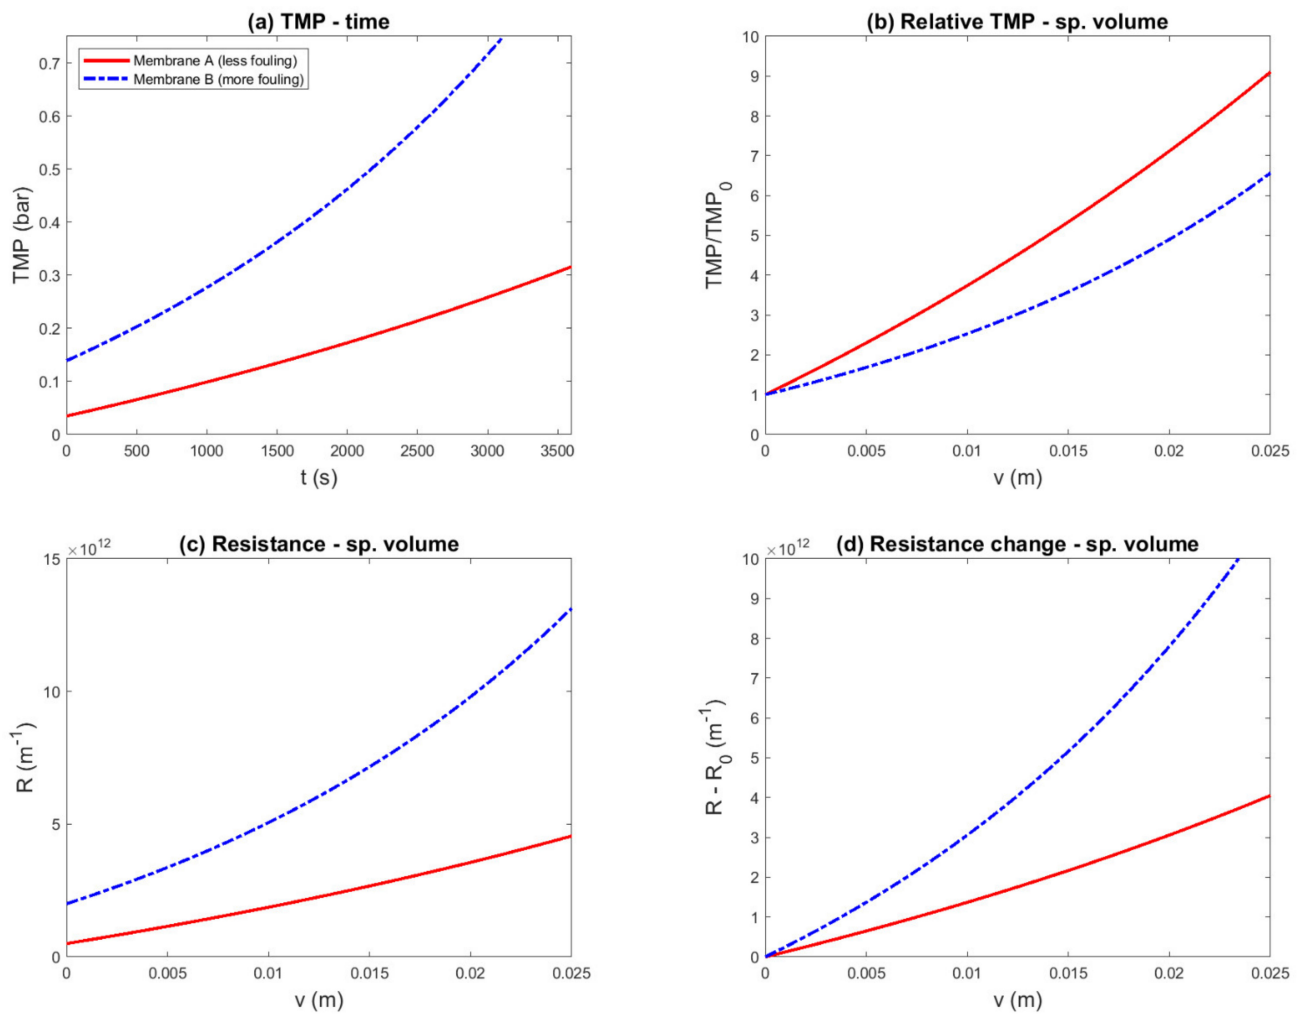 (a) TMP - time
TMP (bar)
0.7
0.6
0.5
0.4
0.3
0.2
0.1
0
Membrane A (less fouling)
Membrane B (more fouling)
0 500 1000 1500 2000 2500 3000 3500
t (s)
(b) Relative TMP - sp. volume
TMP/TMP0
10
9
8
7
6
5
4
3
2
1
0
0 0.005 0.01 0.015 0.02 0.025
v (m)
(c) Resistance - sp. volume
×10^12
R (m^-1)
15
10
5
0
0 0.005 0.01 0.015 0.02 0.025
v (m)
(d) Resistance change - sp. volume
×10^12
R - R0 (m^-1)
10
9
8
7
6
5
4
3
2
1
0
0 0.005 0.01 0.015 0.02 0.025
v (m)